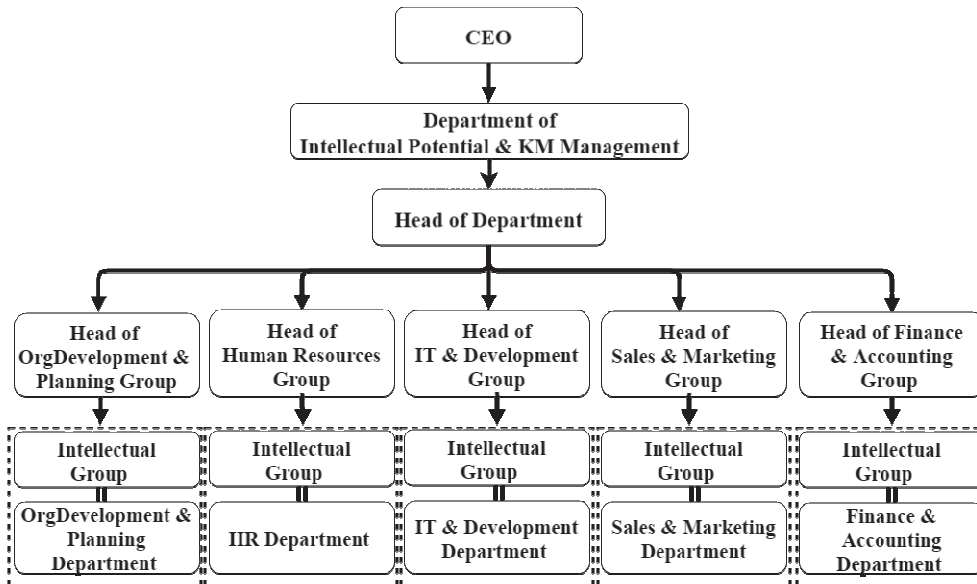 CEO
Department of
Intellectual Potential & KM Management
Head of Department
Head of
OrgDevelopment &
Planning Group
Head of
Human Resources
Group
Head of
IT & Development
Group
Head of
Sales & Marketing
Group
Head of Finance
& Accounting
Group
Intellectual
Group
Intellectual
Group
Intellectual
Group
Intellectual
Group
Intellectual
Group
OrgDevelopment &
Planning
Department
HR Department
IT & Development
Department
Sales & Marketing
Department
Finance &
Accounting
Department